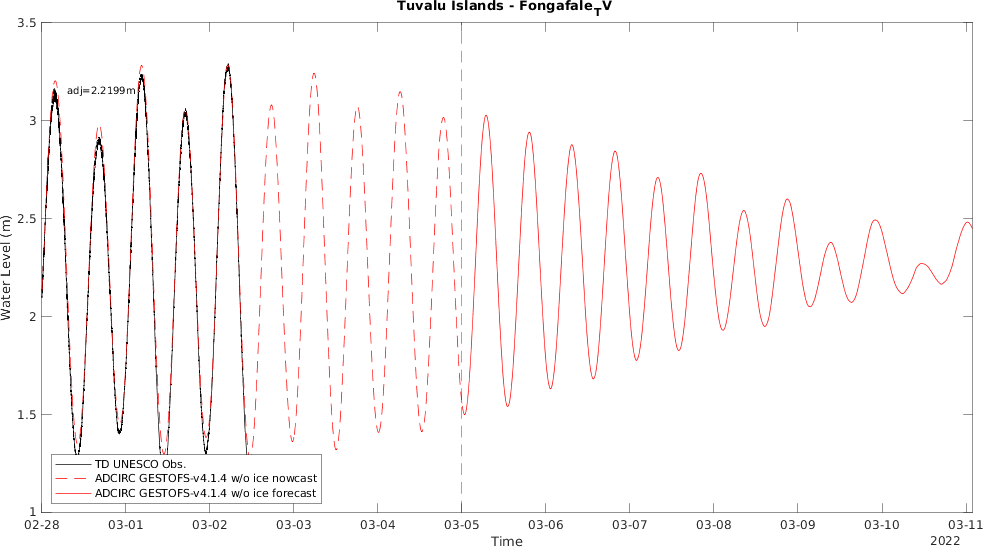 Tuvalu Islands - Fongafale_TV
adj=2.2199m
Water Level (m)
3.5
3
2.5
2
1.5
1
TD UNESCO Obs.
ADCIRC GESTOFS-v4.1.4 w/o ice nowcast
ADCIRC GESTOFS-v4.1.4 w/o ice forecast
02-28 03-01 03-02 03-03 03-04 03-05 03-06 03-07 03-08 03-09 03-10 03-11
Time
2022